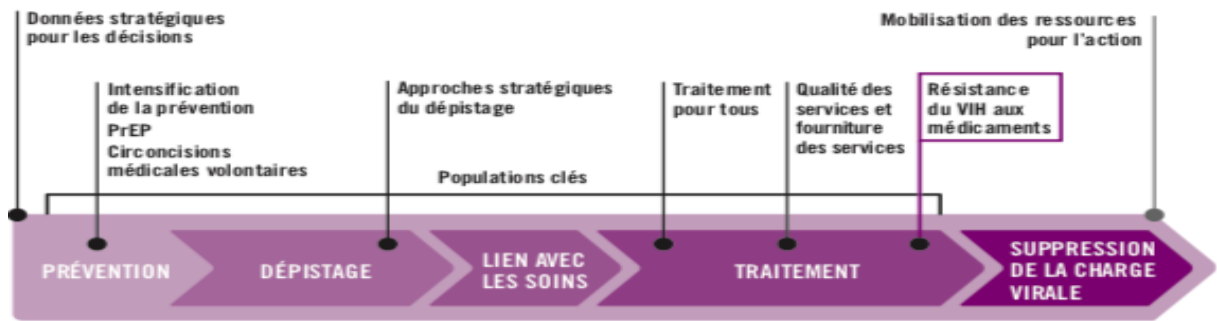 Données stratégiques
pour les décisions
Mobilisation des ressources
pour l'action
Intensification
de la prévention
PrEP
Circoncisions
médicales volontaires
Approches stratégiques
du dépistage
Traitement
pour tous
Qualité des
services et
fourniture
des services
Résistance
du VIH aux
médicaments
Populations clés
PRÉVENTION
DÉPISTAGE
LIEN AVEC
LES SOINS
TRAITEMENT
SUPPRESSION
DE LA CHARGE
VIRALE